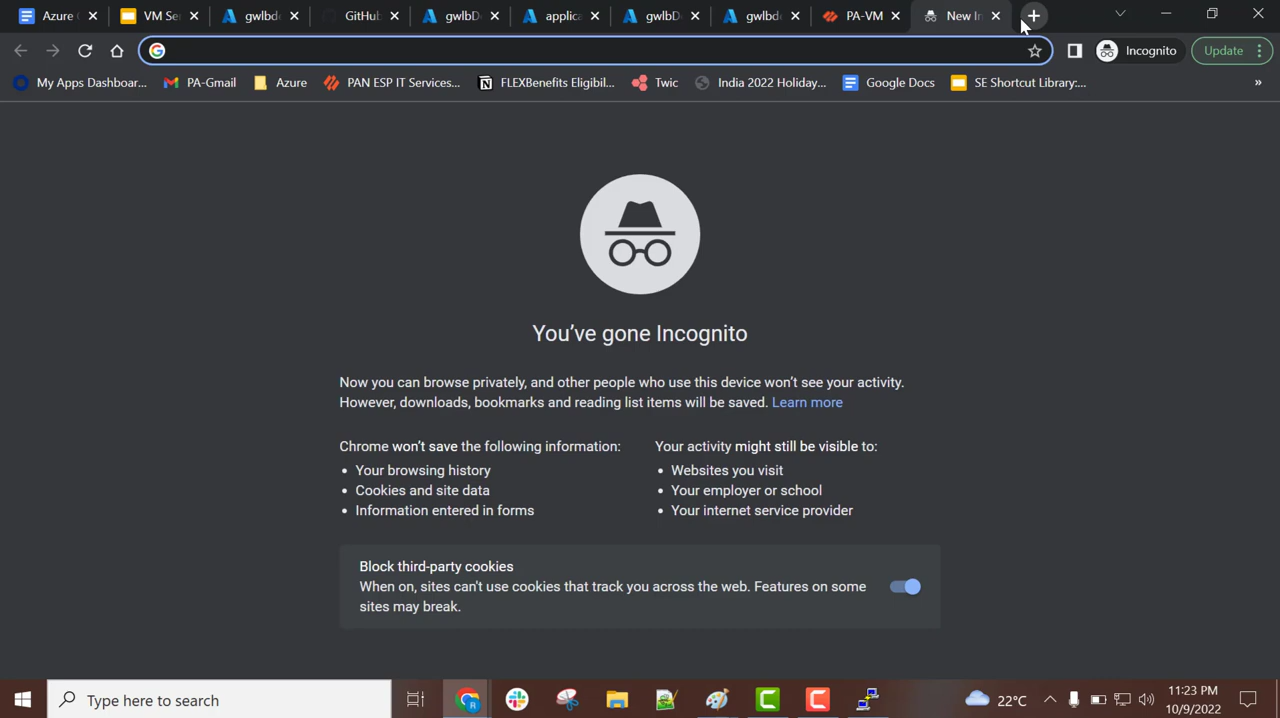 Azure
VM Se
gwlbde
GitHub
gwlbD
applica
gwlbD
gwlbde
PA-VM
New In
Incognito
Update
My Apps Dashboar...
PA-Gmail
Azure
PAN ESP IT Services...
FLEXBenefits Eligibil...
Twic
India 2022 Holiday...
Google Docs
SE Shortcut Library:...
»
You've gone Incognito
Now you can browse privately, and other people who use this device won't see your activity.
However, downloads, bookmarks and reading list items will be saved. Learn more
Chrome won't save the following information:
• Your browsing history
• Cookies and site data
• Information entered in forms
Your activity might still be visible to:
• Websites you visit
• Your employer or school
• Your internet service provider
Block third-party cookies
When on, sites can't use cookies that track you across the web. Features on some
sites may break.
Type here to search
22°C
11:23 PM
10/9/2022